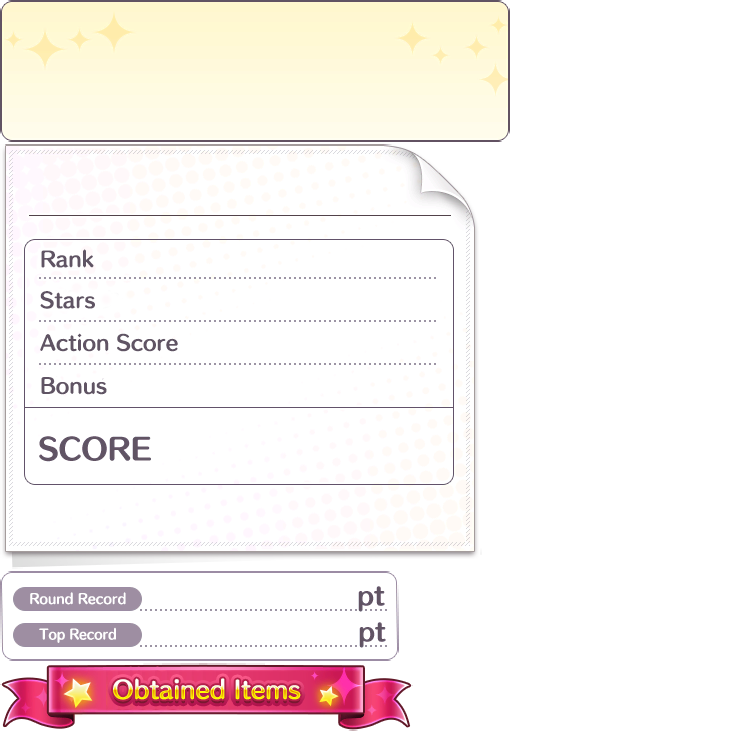 Rank
Stars
Action Score
Bonus
SCORE
Round Record pt
Top Record pt
Obtained Items